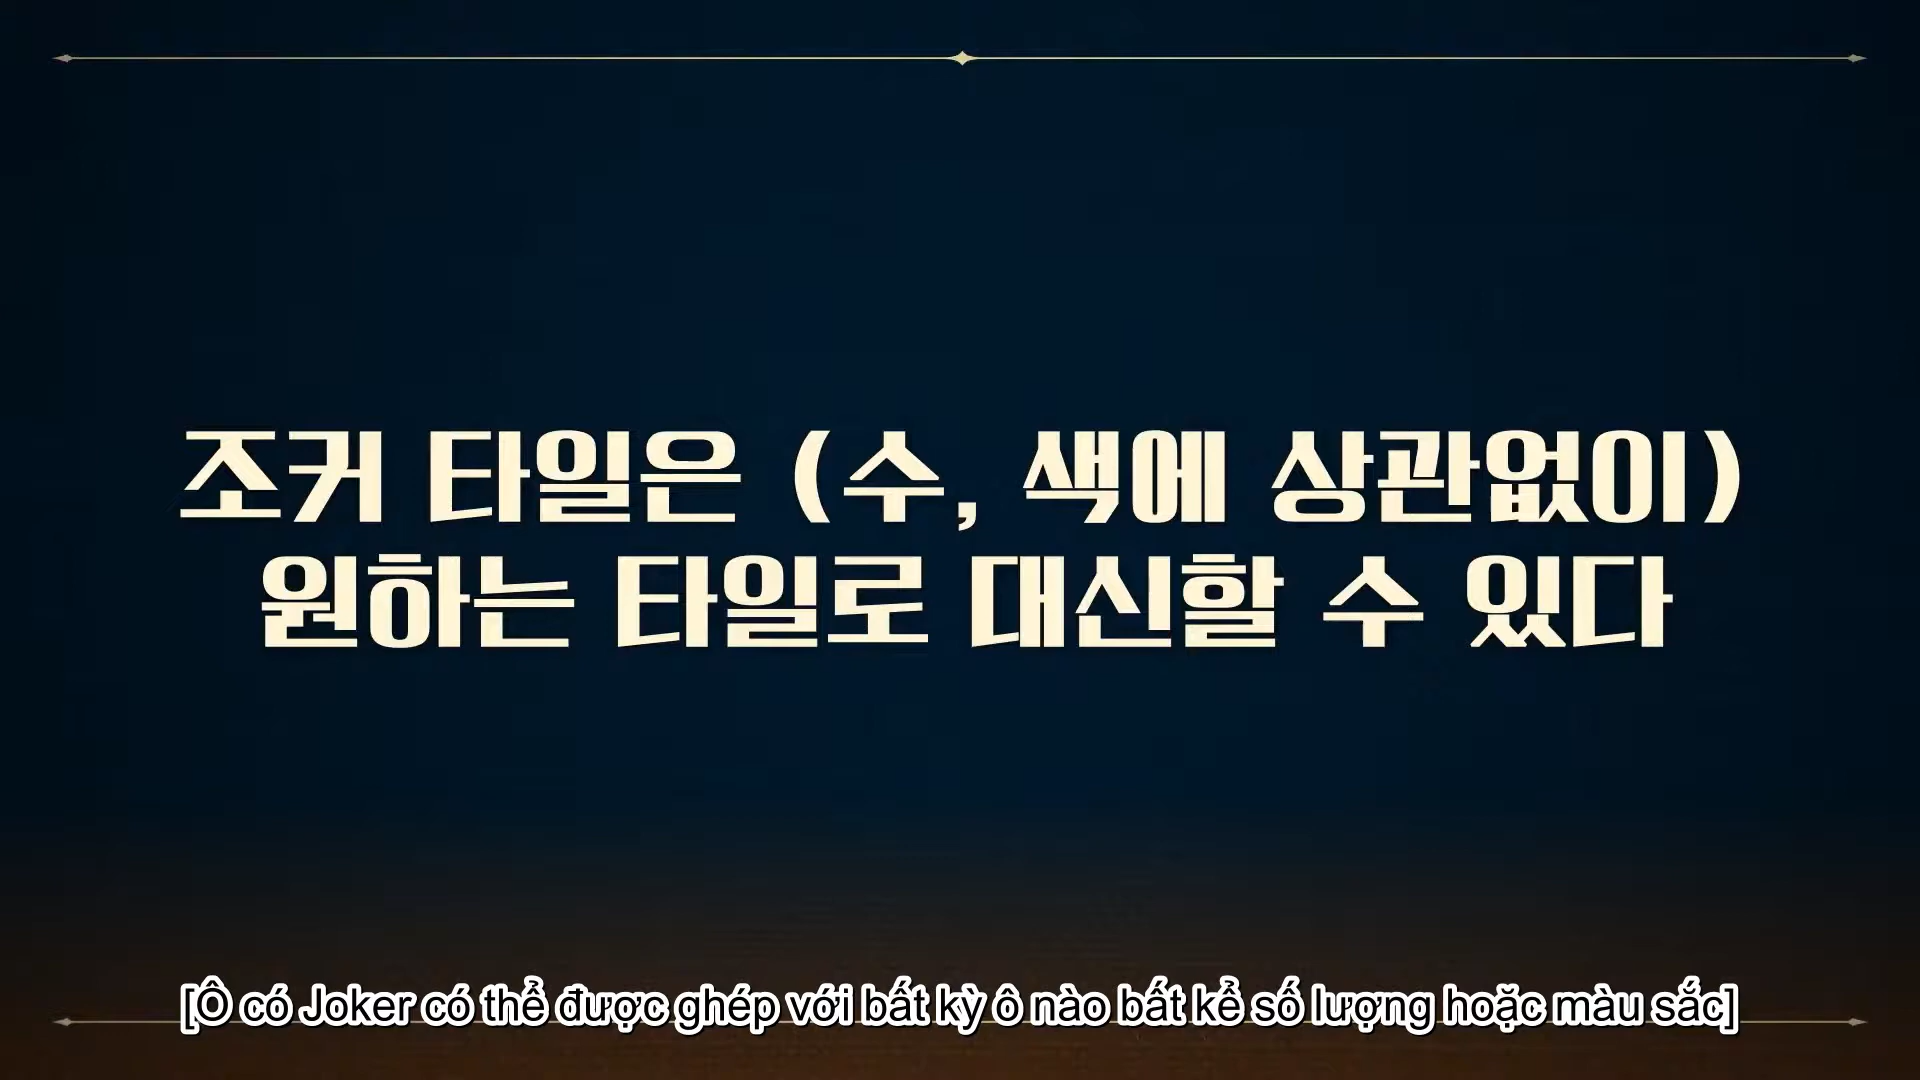 조커 타일은 (수, 색에 상관없이)
원하는 타일로 대신할 수 있다
[Ô có Joker có thể được ghép với bất kỳ ô nào bất kể số lượng hoặc màu sắc]